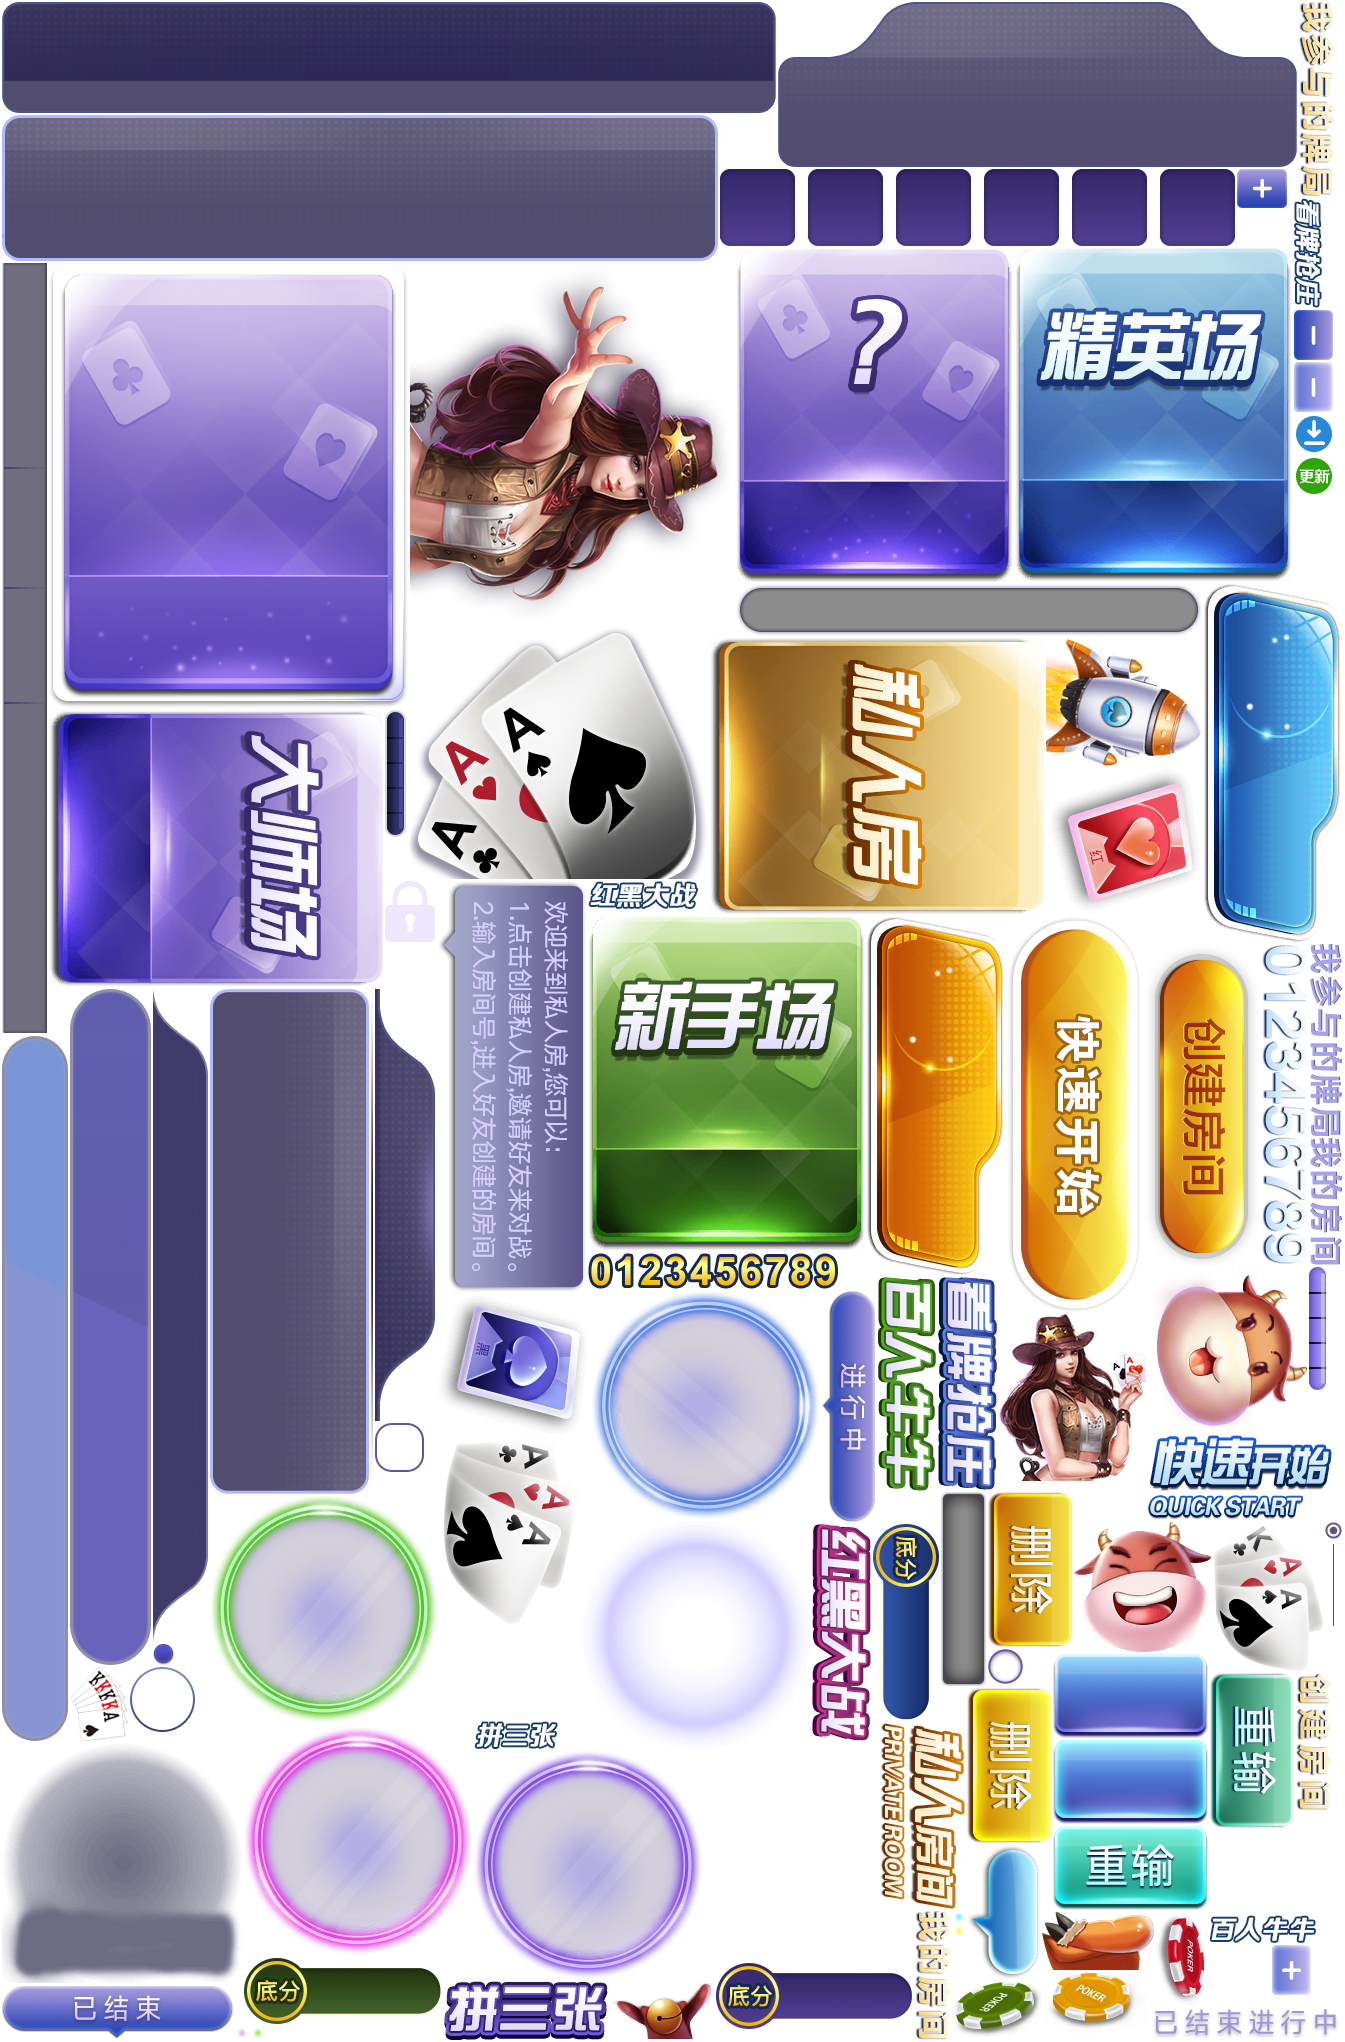 我参与的牌局
看牌抢庄
?
精英场
更新
私人房
大师场
A
A
A
红
红黑大战
欢迎来到私人房,您可以:
1.点击创建私人房,邀请好友来对战。
2.输入房间号,进入好友创建的房间。
新手场
快速开始
创建房间
0123456789
我参与的牌局我的房间
0123456789
黑
进行中
百人牛牛
看牌抢庄
A
A
A
A
A
快速开始
QUICK START
红黑大战
底分
删除
K
A
A
K
K
K
K
A
拼三张
私人房间
PRIVATE ROOM
删除
重输
创建房间
重输
我的房间
百人牛牛
POKER
POKER
POKER
已结束
底分
拼三张
底分
已结束进行中